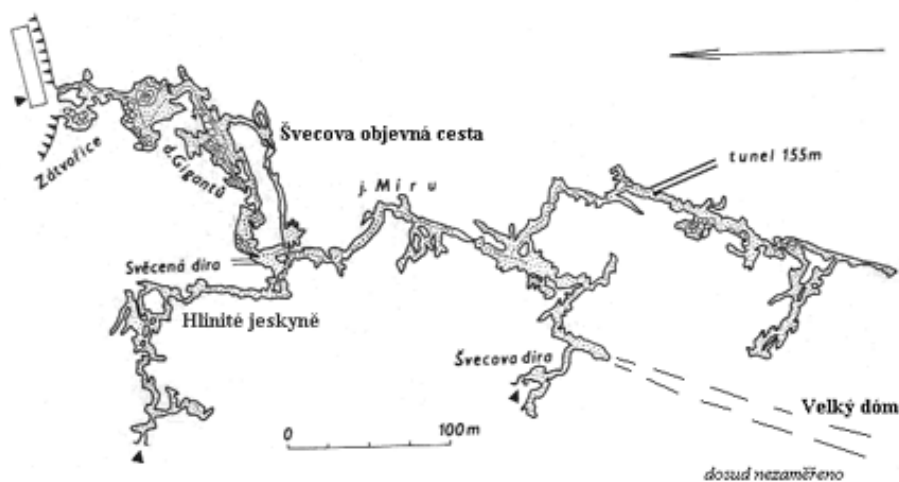 Švecova objevná cesta
Zátvořice
d. Gigantů
j. Míru
tunel 155m
Svěcená díra
Hlinité jeskyně
Švecova díra
Velký dóm
0
100m
dosud nezaměřeno